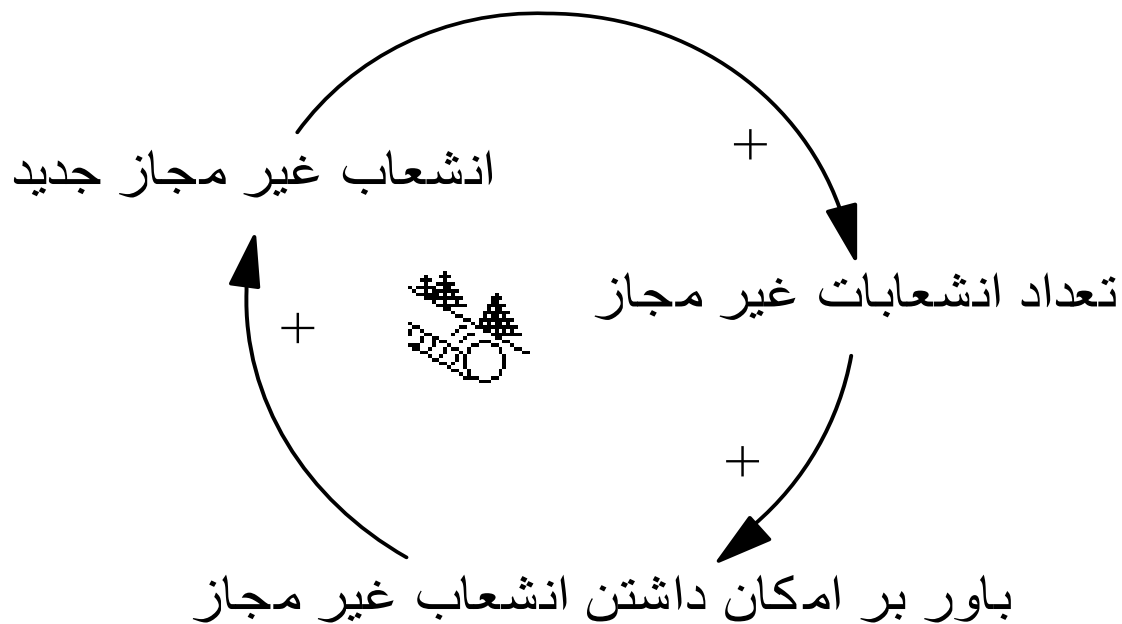 +
انشعاب غیر مجاز جدید
تعداد انشعابات غیر مجاز
+
+
باور بر امکان داشتن انشعاب غیر مجاز